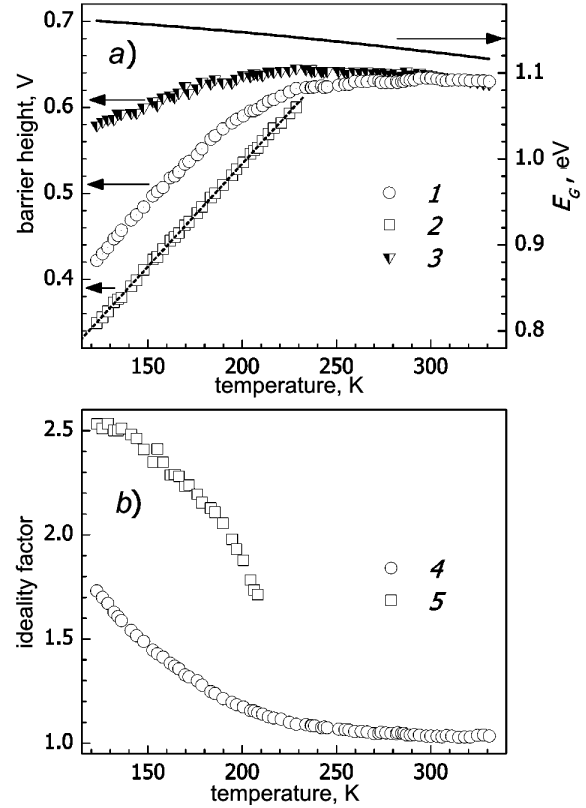 0.7
a)
0.6
1.1
barrier height, V
0.5
1.0
E_G, eV
1
2
3
0.4
0.9
0.8
150 200 250 300
temperature, K
2.5
b)
2.0
ideality factor
4
5
1.5
1.0
150 200 250 300
temperature, K